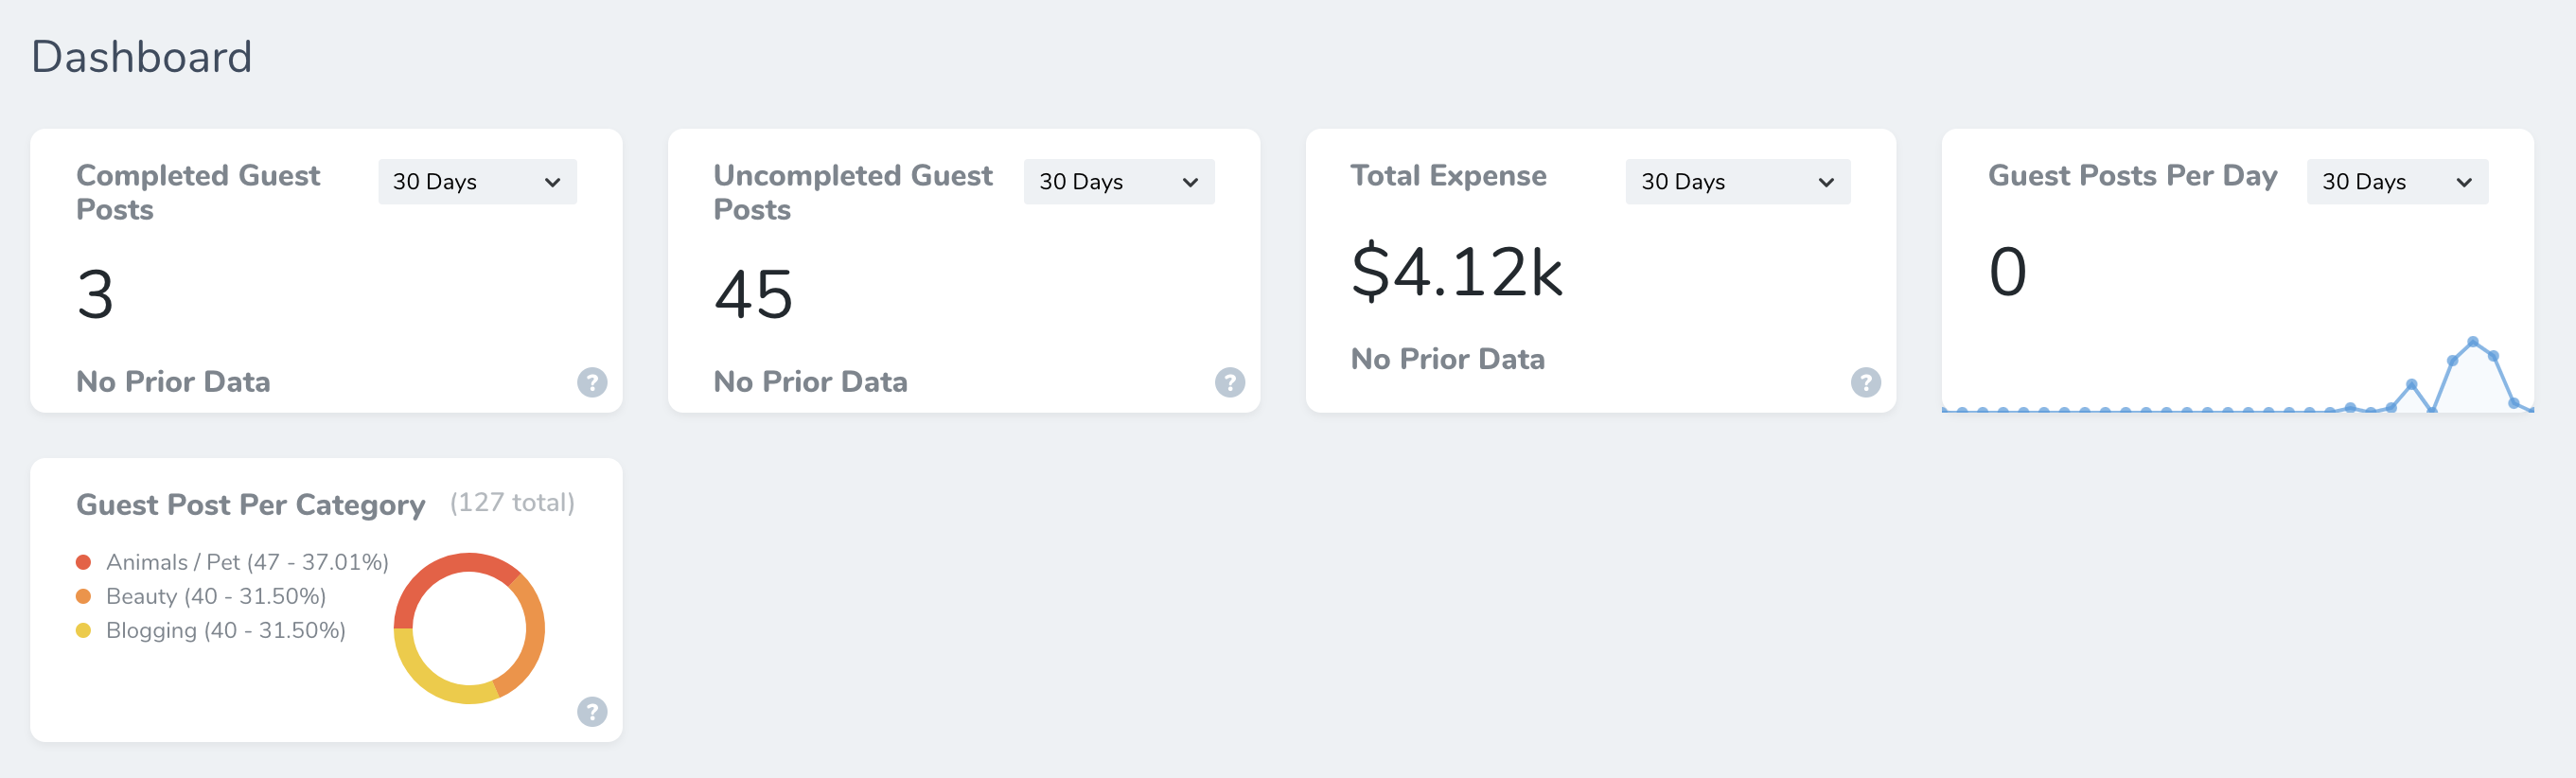 Dashboard
Completed Guest
Posts
30 Days
3
No Prior Data
?
Uncompleted Guest
Posts
30 Days
45
No Prior Data
?
Total Expense
30 Days
$4.12k
No Prior Data
?
Guest Posts Per Day
30 Days
0
Guest Post Per Category (127 total)
Animals / Pet (47 - 37.01%)
Beauty (40 - 31.50%)
Blogging (40 - 31.50%)
?